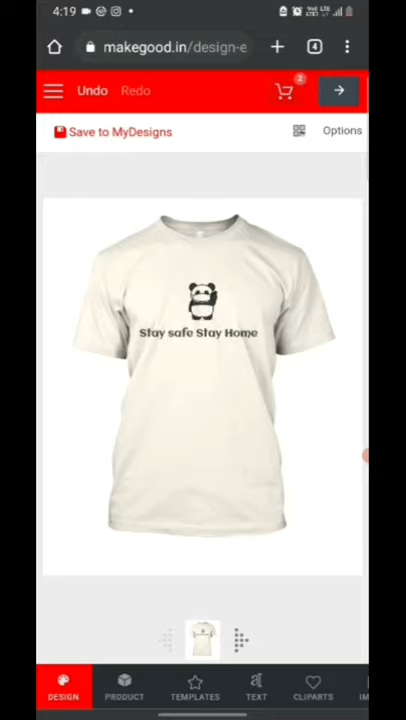 4:19
makegood.in/design-e
4
Undo Redo
2
Save to MyDesigns
Options
Stay safe Stay Home
DESIGN
PRODUCT
TEMPLATES
TEXT
CLIPARTS
IM